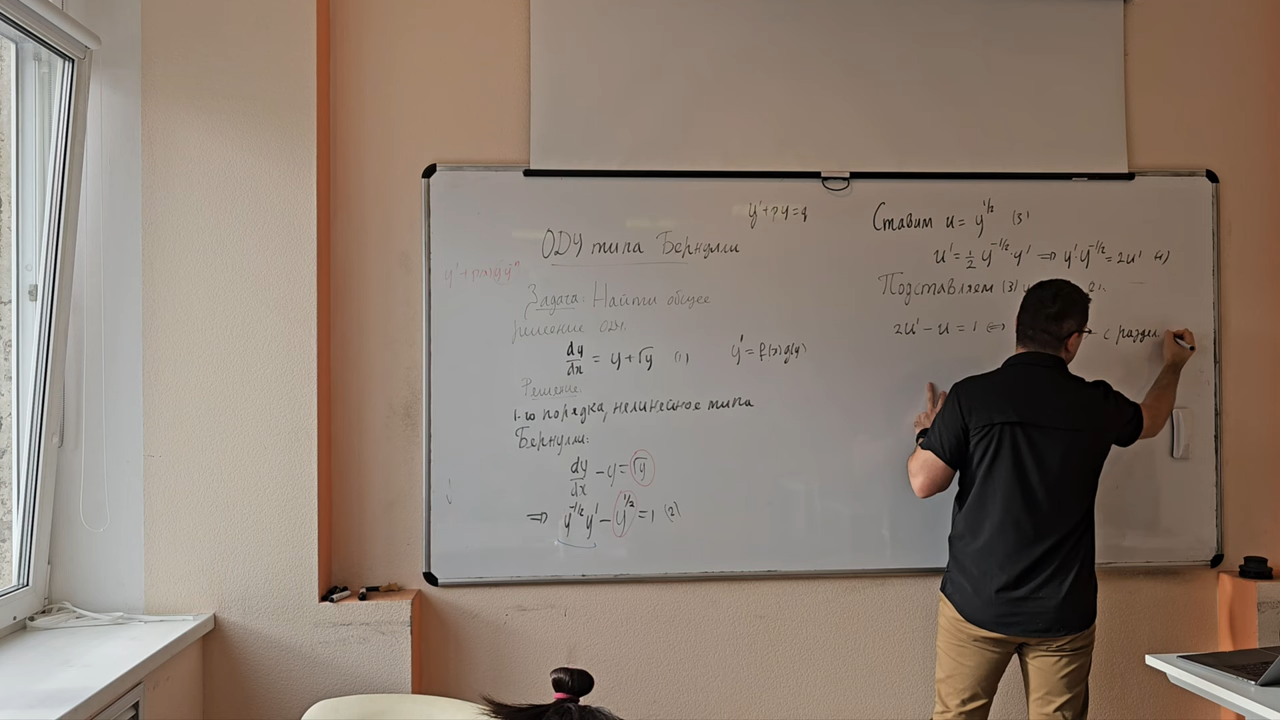 y' + py = q
ОДУ типа Бернулли
Задача: Найти общее
решение ОДУ.
dy/dx = y + √y (1)
y' = f(x)g(y)
Решение:
1-го порядка, нелинейное типа
Бернулли:
dy/dx - y = √y
⇒ y^{-1/2} y' - y^{1/2} = 1 (2)
Ставим u = y^{1/2} (3)
u' = 1/2 y^{-1/2} · y' ⇒ y' · y^{-1/2} = 2u' (4)
Подставляем (3)
2u' - u = 1 ⇔
с раздел